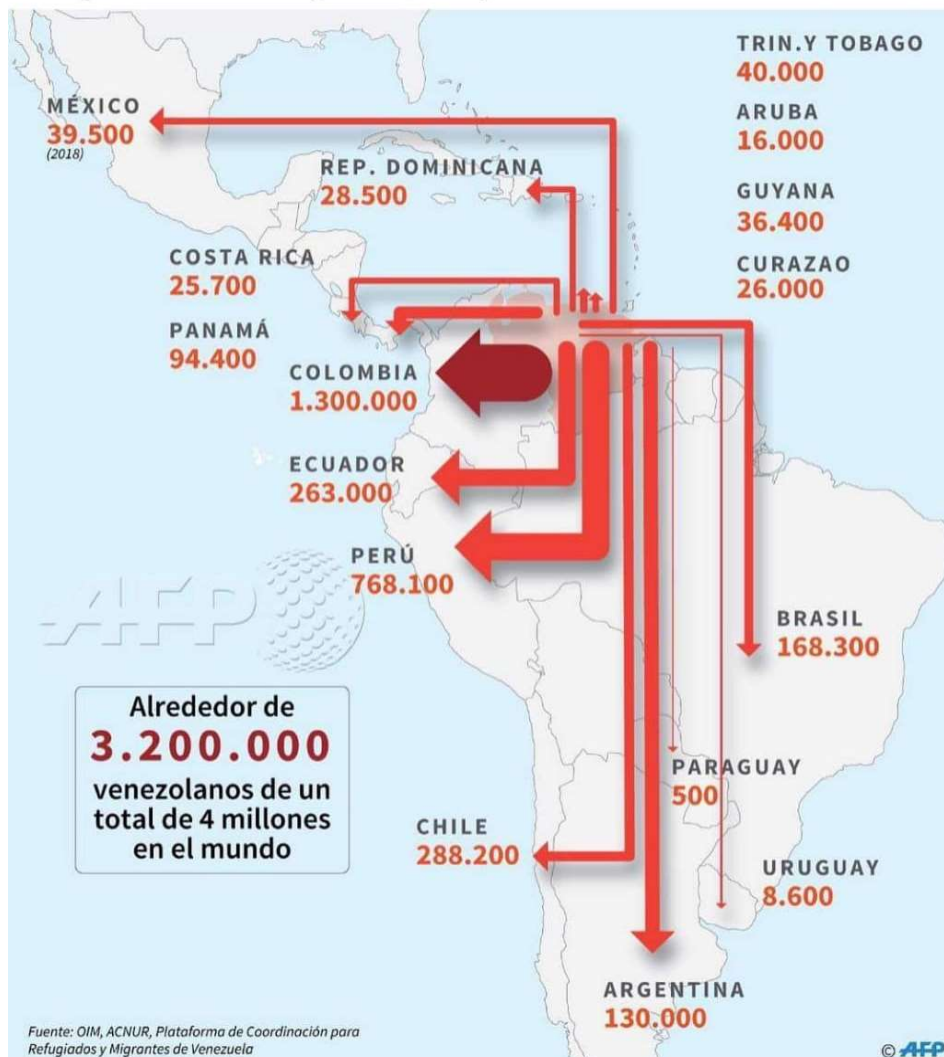 TRIN.Y TOBAGO
40.000
MÉXICO
39.500
(2018)
ARUBA
16.000
REP. DOMINICANA
28.500
GUYANA
36.400
COSTA RICA
25.700
CURAZAO
26.000
PANAMÁ
94.400
COLOMBIA
1.300.000
ECUADOR
263.000
PERÚ
768.100
AFP
BRASIL
168.300
Alrededor de
3.200.000
venezolanos de un
total de 4 millones
en el mundo
PARAGUAY
500
CHILE
288.200
URUGUAY
8.600
ARGENTINA
130.000
Fuente: OIM, ACNUR, Plataforma de Coordinación para
Refugiados y Migrantes de Venezuela
© AFP